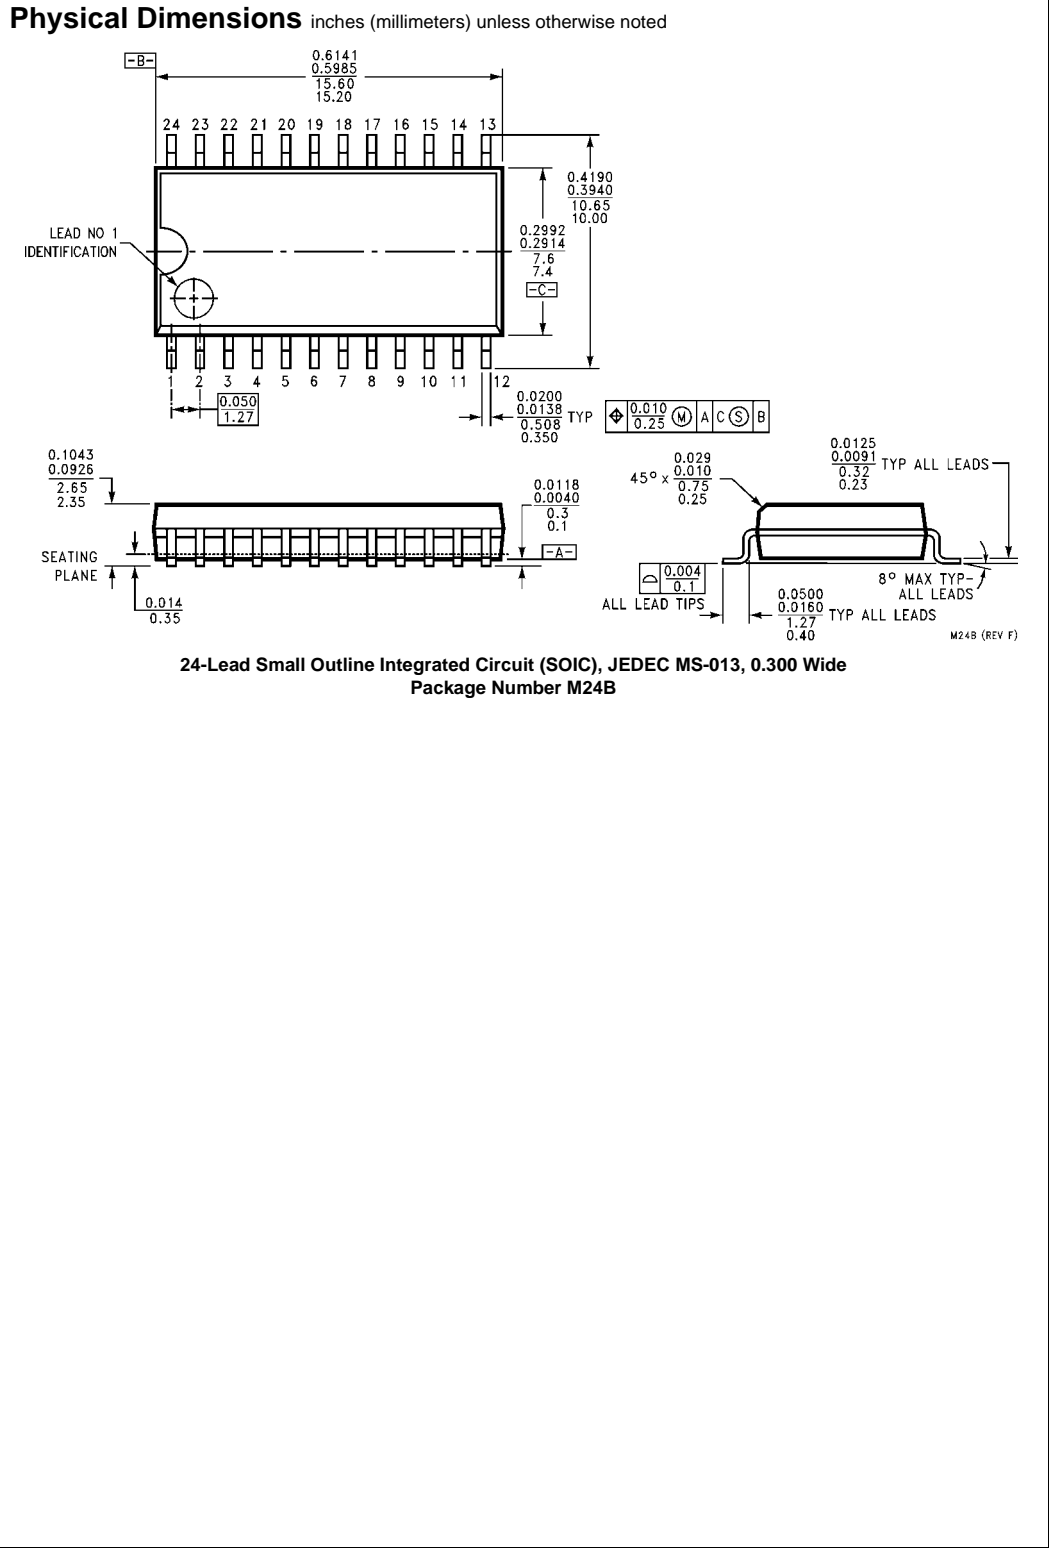 Physical Dimensions inches (millimeters) unless otherwise noted
-B-
0.6141
0.5985
15.60
15.20
24 23 22 21 20 19 18 17 16 15 14 13
0.4190
0.3940
10.65
10.00
LEAD NO 1
IDENTIFICATION
0.2992
0.2914
7.6
7.4
-C-
1 2 3 4 5 6 7 8 9 10 11 12
0.050
1.27
0.0200
0.0138
0.508
0.350
TYP
0.010
0.25
M A C S B
0.1043
0.0926
2.65
2.35
0.0118
0.0040
0.3
0.1
-A-
SEATING
PLANE
0.014
0.35
45° x
0.029
0.010
0.75
0.25
0.0125
0.0091
0.32
0.23
TYP ALL LEADS
0.004
0.1
ALL LEAD TIPS
8° MAX TYP-
ALL LEADS
0.0500
0.0160
1.27
0.40
TYP ALL LEADS
M24B (REV F)
24-Lead Small Outline Integrated Circuit (SOIC), JEDEC MS-013, 0.300 Wide
Package Number M24B